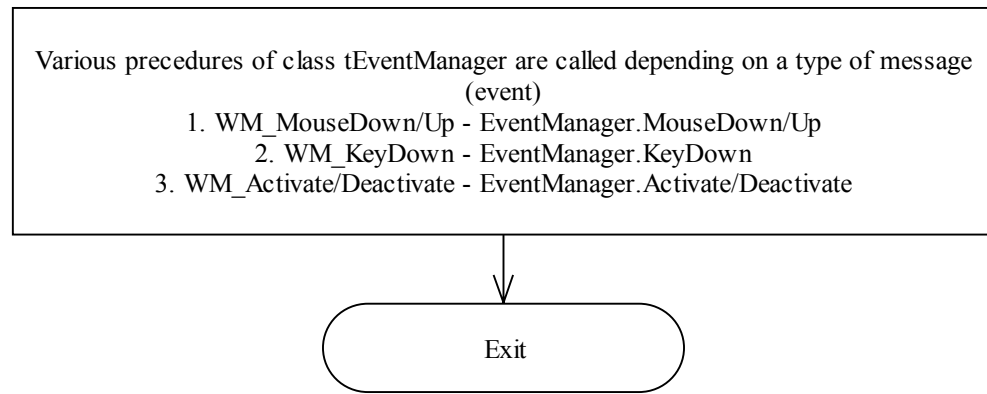 Various precedures of class tEventManager are called depending on a type of message
(event)
1. WM_MouseDown/Up - EventManager.MouseDown/Up
2. WM_KeyDown - EventManager.KeyDown
3. WM_Activate/Deactivate - EventManager.Activate/Deactivate
Exit